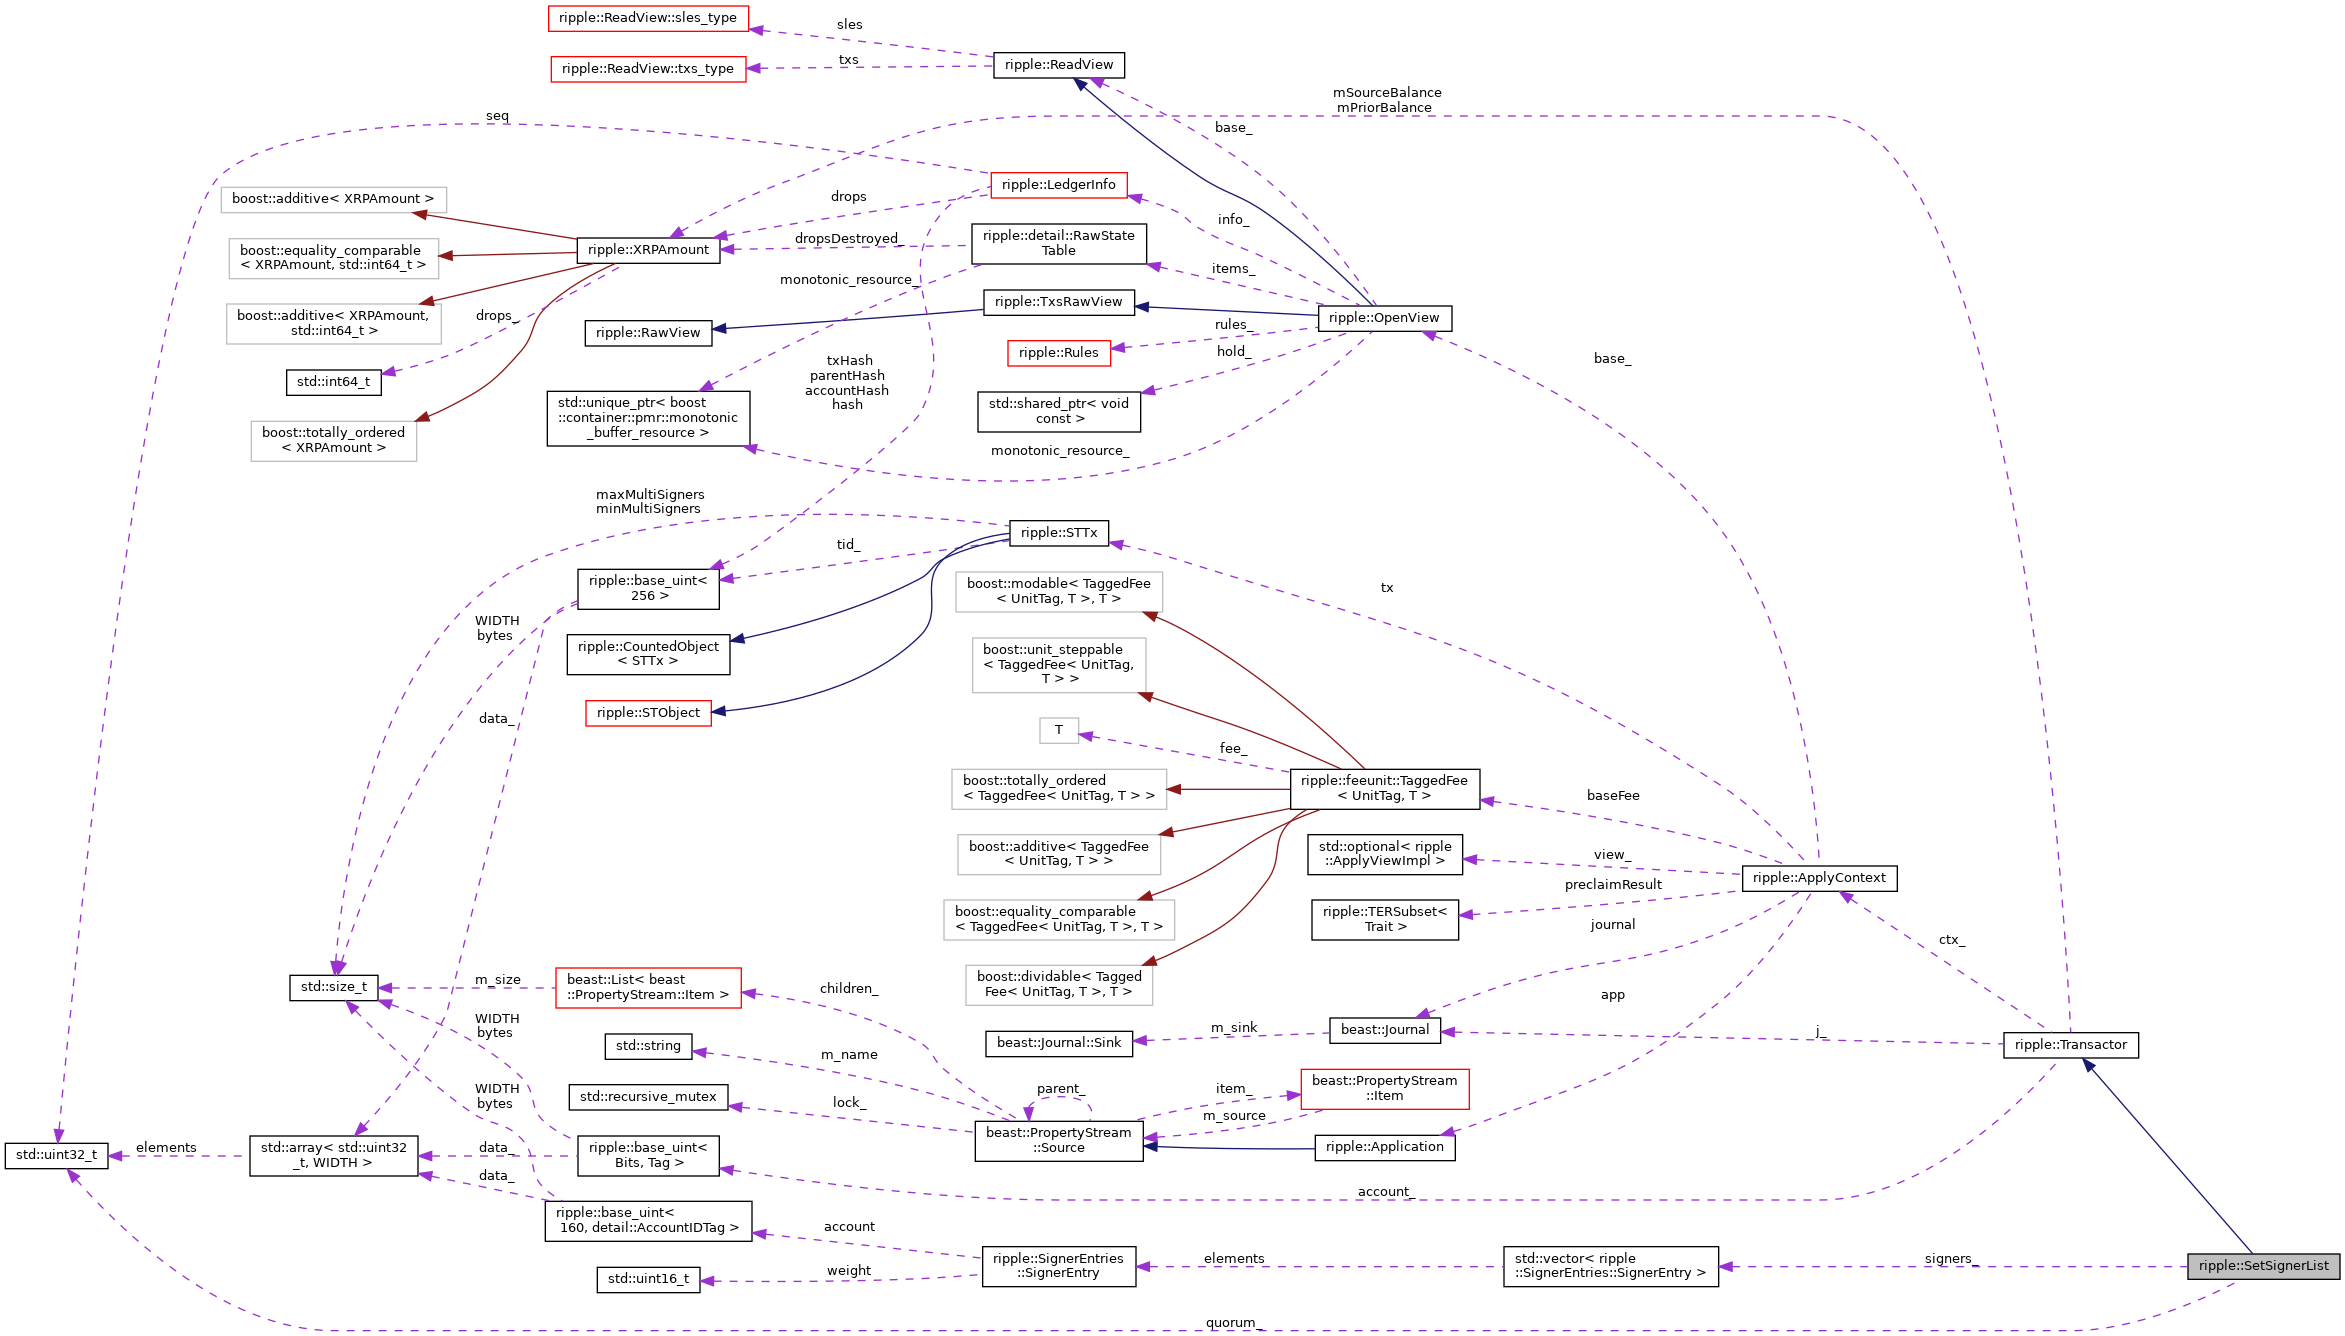 ripple::ReadView::sles_type
sles
ripple::ReadView::txs_type
txs
ripple::ReadView
mSourceBalance
mPriorBalance
seq
base_
ripple::LedgerInfo
boost::additive< XRPAmount >
drops
info_
ripple::detail::RawState
Table
boost::equality_comparable
< XRPAmount, std::int64_t >
ripple::XRPAmount
dropsDestroyed_
items_
monotonic_resource_
ripple::TxsRawView
boost::additive< XRPAmount,
std::int64_t >
drops_
ripple::RawView
ripple::OpenView
rules_
ripple::Rules
hold_
base_
std::int64_t
txHash
parentHash
accountHash
hash
std::unique_ptr< boost
::container::pmr::monotonic
_buffer_resource >
std::shared_ptr< void
const >
boost::totally_ordered
< XRPAmount >
monotonic_resource_
maxMultiSigners
minMultiSigners
ripple::STTx
tid_
ripple::base_uint<
256 >
boost::modable< TaggedFee
< UnitTag, T >, T >
tx
WIDTH
bytes
ripple::CountedObject
< STTx >
boost::unit_steppable
< TaggedFee< UnitTag,
T > >
data_
ripple::STObject
T
fee_
boost::totally_ordered
< TaggedFee< UnitTag, T > >
ripple::feeunit::TaggedFee
< UnitTag, T >
baseFee
boost::additive< TaggedFee
< UnitTag, T > >
std::optional< ripple
::ApplyViewImpl >
view_
ripple::ApplyContext
preclaimResult
boost::equality_comparable
< TaggedFee< UnitTag, T >, T >
ripple::TERSubset<
Trait >
journal
ctx_
boost::dividable< Tagged
Fee< UnitTag, T >, T >
std::size_t
m_size
beast::List< beast
::PropertyStream::Item >
children_
app
WIDTH
bytes
std::string
m_name
beast::Journal::Sink
m_sink
beast::Journal
j_
ripple::Transactor
WIDTH
bytes
std::recursive_mutex
lock_
parent_
item_
beast::PropertyStream
::Item
m_source
std::uint32_t
elements
std::array< std::uint32
_t, WIDTH >
data_
ripple::base_uint<
Bits, Tag >
beast::PropertyStream
::Source
ripple::Application
data_
account_
ripple::base_uint<
160, detail::AccountIDTag >
account
ripple::SignerEntries
::SignerEntry
elements
std::vector< ripple
::SignerEntries::SignerEntry >
signers_
ripple::SetSignerList
std::uint16_t
weight
quorum_